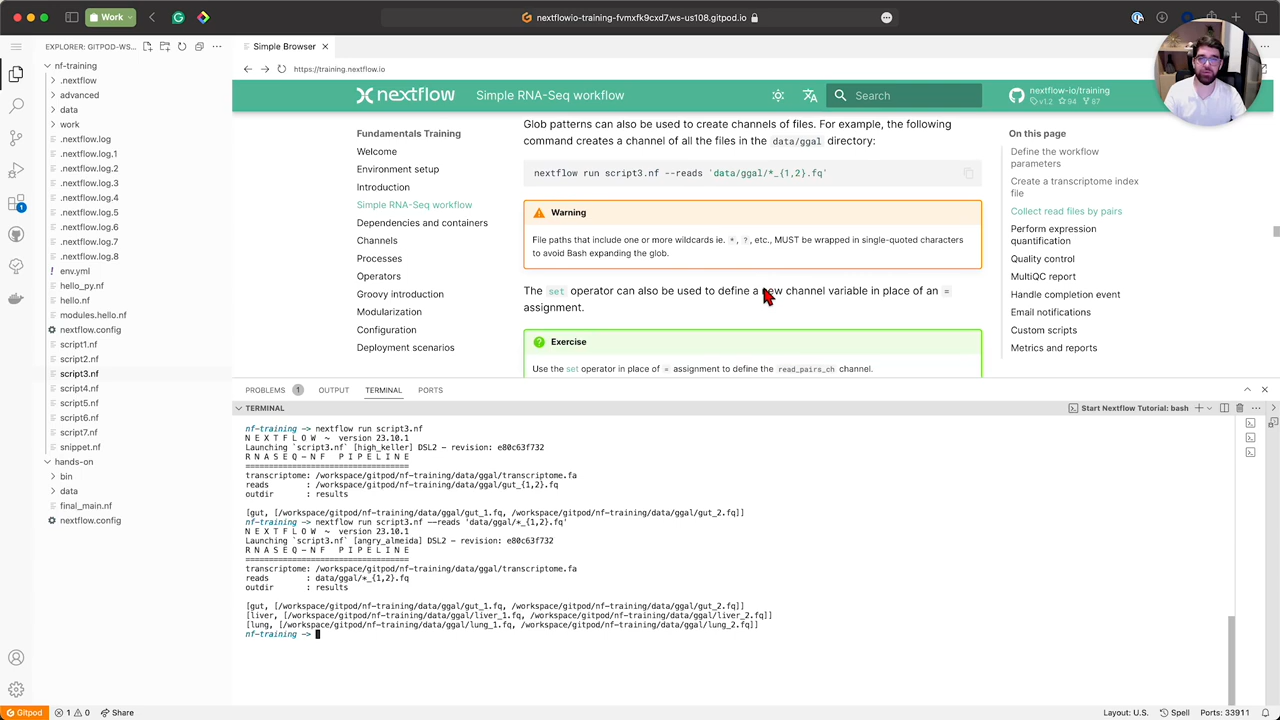 Work
nextflowio-training-fvmxfk9cxd7.ws-us108.gitpod.io
EXPLORER: GITPOD-WS...
nf-training
.nextflow
advanced
data
work
.nextflow.log
.nextflow.log.1
.nextflow.log.2
.nextflow.log.3
.nextflow.log.4
.nextflow.log.5
.nextflow.log.6
.nextflow.log.7
.nextflow.log.8
! env.yml
hello_py.nf
hello.nf
modules.hello.nf
nextflow.config
script1.nf
script2.nf
script3.nf
script4.nf
script5.nf
script6.nf
script7.nf
snippet.nf
hands-on
bin
data
final_main.nf
nextflow.config
1
Simple Browser
https://training.nextflow.io
nextflow
Simple RNA-Seq workflow
Search
nextflow-io/training
v1.2 94 87
Fundamentals Training
Welcome
Environment setup
Introduction
Simple RNA-Seq workflow
Dependencies and containers
Channels
Processes
Operators
Groovy introduction
Modularization
Configuration
Deployment scenarios
Glob patterns can also be used to create channels of files. For example, the following
command creates a channel of all the files in the data/ggal directory:
nextflow run script3.nf --reads 'data/ggal/*_{1,2}.fq'
Warning
File paths that include one or more wildcards ie. *, ?, etc., MUST be wrapped in single-quoted characters
to avoid Bash expanding the glob.
The set operator can also be used to define a new channel variable in place of an =
assignment.
Exercise
Use the set operator in place of = assignment to define the read_pairs_ch channel.
On this page
Define the workflow
parameters
Create a transcriptome index
file
Collect read files by pairs
Perform expression
quantification
Quality control
MultiQC report
Handle completion event
Email notifications
Custom scripts
Metrics and reports
PROBLEMS 1 OUTPUT TERMINAL PORTS
TERMINAL
Start Nextflow Tutorial: bash
nf-training -> nextflow run script3.nf
N E X T F L O W ~ version 23.10.1
Launching `script3.nf` [high_keller] DSL2 - revision: e80c63f732
R N A S E Q - N F P I P E L I N E
===================================
transcriptome: /workspace/gitpod/nf-training/data/ggal/transcriptome.fa
reads : /workspace/gitpod/nf-training/data/ggal/gut_{1,2}.fq
outdir : results
[gut, [/workspace/gitpod/nf-training/data/ggal/gut_1.fq, /workspace/gitpod/nf-training/data/ggal/gut_2.fq]]
nf-training -> nextflow run script3.nf --reads 'data/ggal/*_{1,2}.fq'
N E X T F L O W ~ version 23.10.1
Launching `script3.nf` [angry_almeida] DSL2 - revision: e80c63f732
R N A S E Q - N F P I P E L I N E
===================================
transcriptome: /workspace/gitpod/nf-training/data/ggal/transcriptome.fa
reads : data/ggal/*_{1,2}.fq
outdir : results
[gut, [/workspace/gitpod/nf-training/data/ggal/gut_1.fq, /workspace/gitpod/nf-training/data/ggal/gut_2.fq]]
[liver, [/workspace/gitpod/nf-training/data/ggal/liver_1.fq, /workspace/gitpod/nf-training/data/ggal/liver_2.fq]]
[lung, [/workspace/gitpod/nf-training/data/ggal/lung_1.fq, /workspace/gitpod/nf-training/data/ggal/lung_2.fq]]
nf-training ->
Gitpod 1 0 Share
Layout: U.S. Spell Ports: 33911